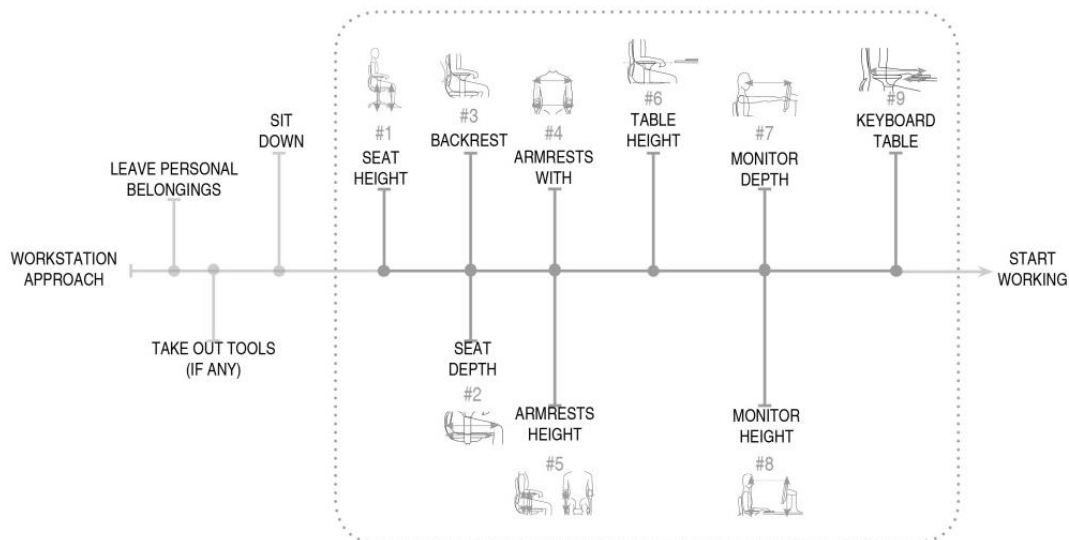 WORKSTATION
APPROACH
LEAVE PERSONAL
BELONGINGS
TAKE OUT TOOLS
(IF ANY)
SIT
DOWN
#1
SEAT
HEIGHT
SEAT
DEPTH
#2
#3
BACKREST
#4
ARMRESTS
WITH
ARMRESTS
HEIGHT
#5
#6
TABLE
HEIGHT
#7
MONITOR
DEPTH
MONITOR
HEIGHT
#8
#9
KEYBOARD
TABLE
START
WORKING